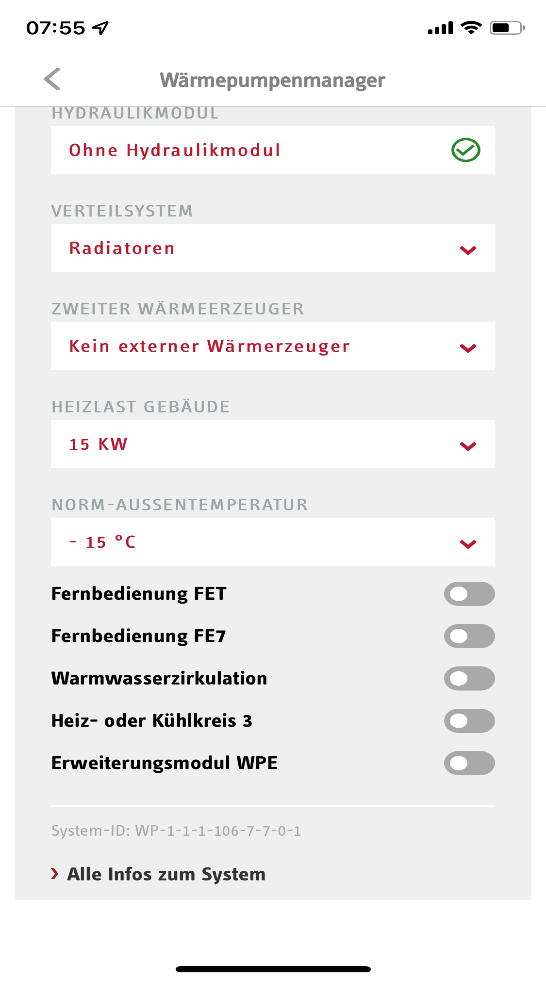 07:55
Wärmepumpenmanager
HYDRAULIKMODUL
Ohne Hydraulikmodul
VERTEILSYSTEM
Radiatoren
ZWEITER WÄRMEERZEUGER
Kein externer Wärmerzeuger
HEIZLAST GEBÄUDE
15 KW
NORM-AUSSENTEMPERATUR
- 15 °C
Fernbedienung FET
Fernbedienung FE7
Warmwasserzirkulation
Heiz- oder Kühlkreis 3
Erweiterungsmodul WPE
System-ID: WP-1-1-1-106-7-7-0-1
Alle Infos zum System